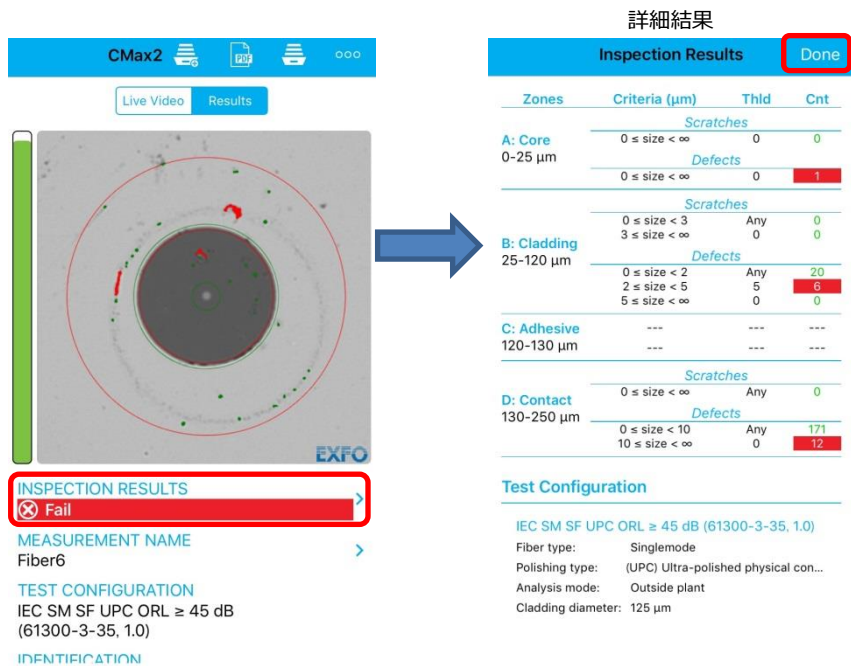 詳細結果
CMax2
PDF
Live Video Results
EXFO
INSPECTION RESULTS
Fail
MEASUREMENT NAME
Fiber6
TEST CONFIGURATION
IEC SM SF UPC ORL ≥ 45 dB
(61300-3-35, 1.0)
IDENTIFICATION
Inspection Results Done
Zones Criteria (µm) Thld Cnt
Scratches
A: Core 0 ≤ size < ∞ 0 0
0-25 µm Defects
0 ≤ size < ∞ 0 1
Scratches
0 ≤ size < 3 Any 0
3 ≤ size < ∞ 0 0
B: Cladding
25-120 µm Defects
0 ≤ size < 2 Any 20
2 ≤ size < 5 5 6
5 ≤ size < ∞ 0 0
C: Adhesive --- --- ---
120-130 µm --- --- ---
Scratches
D: Contact 0 ≤ size < ∞ Any 0
130-250 µm Defects
0 ≤ size < 10 Any 171
10 ≤ size < ∞ 0 12
Test Configuration
IEC SM SF UPC ORL ≥ 45 dB (61300-3-35, 1.0)
Fiber type: Singlemode
Polishing type: (UPC) Ultra-polished physical con...
Analysis mode: Outside plant
Cladding diameter: 125 µm